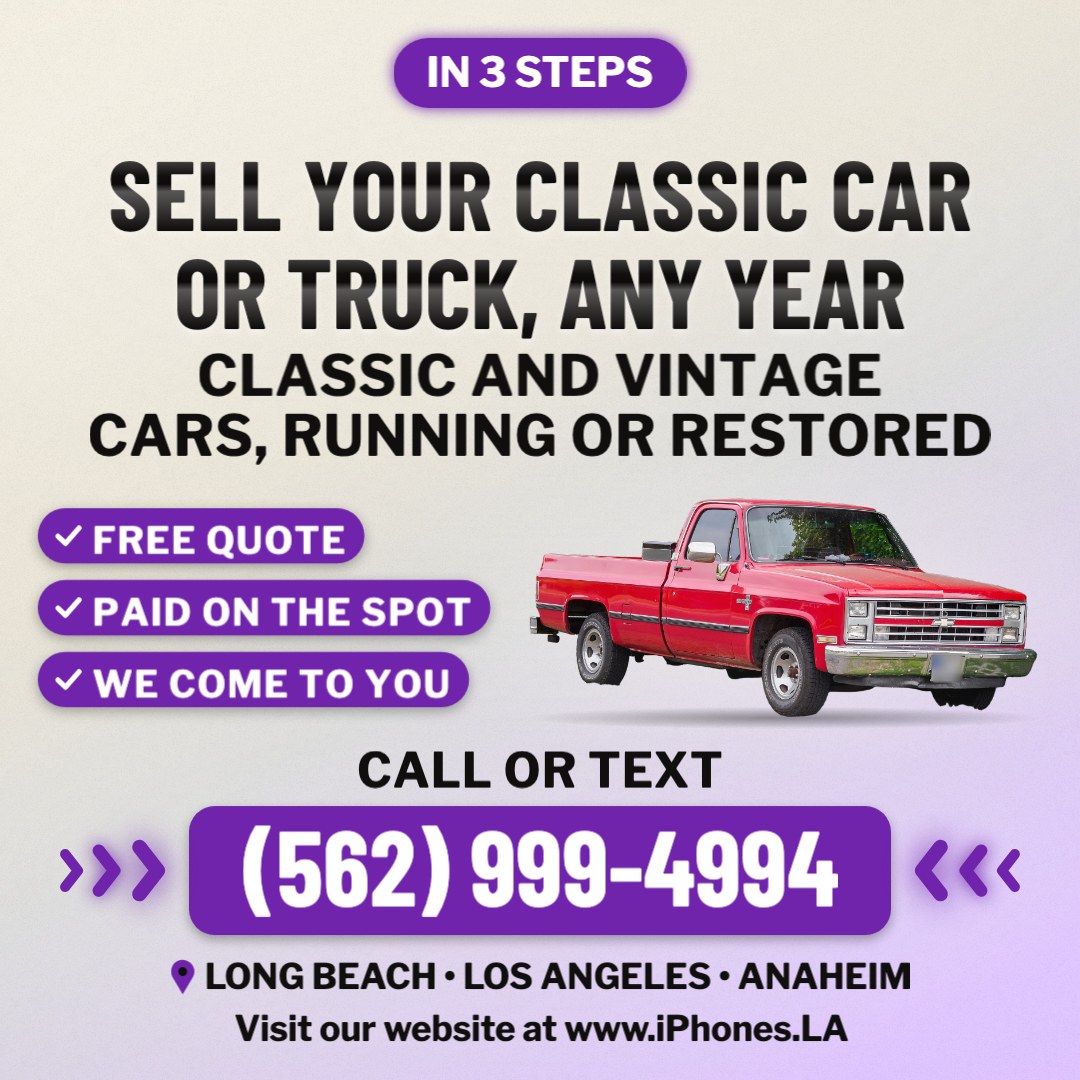 IN 3 STEPS
SELL YOUR CLASSIC CAR
OR TRUCK, ANY YEAR
CLASSIC AND VINTAGE
CARS, RUNNING OR RESTORED
FREE QUOTE
PAID ON THE SPOT
WE COME TO YOU
CALL OR TEXT
(562) 999-4994
LONG BEACH • LOS ANGELES • ANAHEIM
Visit our website at www.iPhones.LA